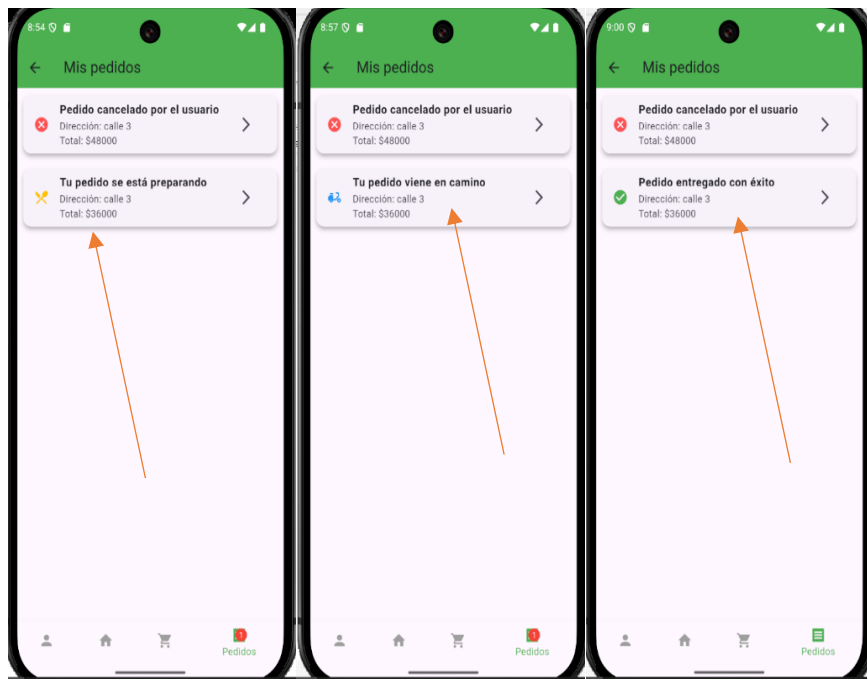 8:54
Mis pedidos
Pedido cancelado por el usuario
Dirección: calle 3
Total: $48000
Tu pedido se está preparando
Dirección: calle 3
Total: $36000
1
Pedidos
8:57
Mis pedidos
Pedido cancelado por el usuario
Dirección: calle 3
Total: $48000
Tu pedido viene en camino
Dirección: calle 3
Total: $36000
1
Pedidos
9:00
Mis pedidos
Pedido cancelado por el usuario
Dirección: calle 3
Total: $48000
Pedido entregado con éxito
Dirección: calle 3
Total: $36000
Pedidos